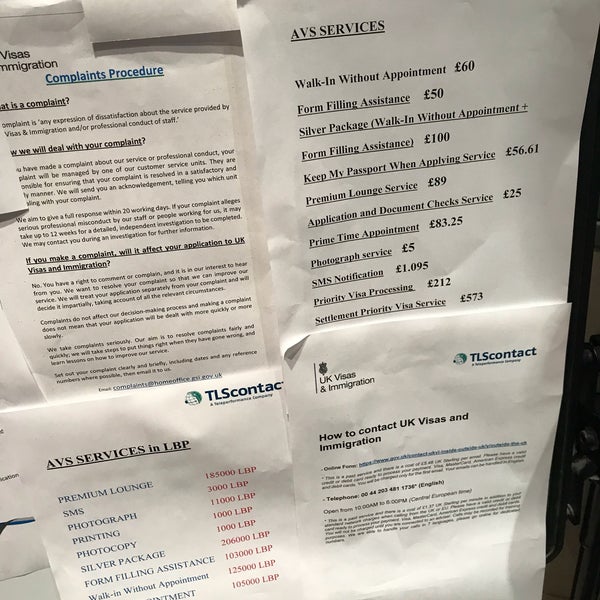 Visas
mmigration
Complaints Procedure
hat is a complaint?
omplaint is 'any expression of dissatisfaction about the service provided by
Visas & Immigration and/or professional conduct of staff.'
w we will deal with your complaint?
u have made a complaint about our service or professional conduct, your
plaint will be managed by one of our customer service units. They are
onsible for ensuring that your complaint is resolved in a satisfactory and
ly manner. We will send you an acknowledgement, telling you which unit
ling with your complaint.
We aim to give a full response within 20 working days. If your complaint alleges
serious professional misconduct by our staff or people working for us, it may
take up to 12 weeks for a detailed, independent investigation to be completed.
We may contact you during an investigation for further information.
If you make a complaint, will it affect your application to UK
Visas and Immigration?
No. You have a right to comment or complain, and it is in our interest to hear
from you. We want to resolve your complaint so that we can improve our
service. We will treat your application separately from your complaint and will
decide it impartially, taking account of all the relevant circumstances.
Complaints do not affect our decision-making process and making a complaint
does not mean that your application will be dealt with more quickly or more
slowly.
We take complaints seriously. Our aim is to resolve complaints fairly and
quickly; we will take steps to put things right when they have gone wrong, and
learn lessons on how to improve our service.
Set out your complaint clearly and briefly, including dates and any reference
numbers where possible, then email it to us.
Email: complaints@homeoffice.gsi.gov.uk
AVS SERVICES
Walk-In Without Appointment £60
Form Filling Assistance £50
Silver Package (Walk-In Without Appointment +
Form Filling Assistance) £100
Keep My Passport When Applying Service £56.61
Premium Lounge Service £89
Application and Document Checks Service £25
Prime Time Appointment £83.25
Photograph service £5
SMS Notification £1.095
Priority Visa Processing £212
Settlement Priority Visa Service £573
TLScontact
A Teleperformance Company
AVS SERVICES in LBP
PREMIUM LOUNGE 185000 LBP
SMS 3000 LBP
PHOTOGRAPH 11000 LBP
PRINTING 1000 LBP
PHOTOCOPY 1000 LBP
SILVER PACKAGE 206000 LBP
FORM FILLING ASSISTANCE 103000 LBP
Walk-in Without Appointment 125000 LBP
INTMENT 105000 LBP
UK Visas
& Immigration
TLScontact
A Teleperformance Company
How to contact UK Visas and
Immigration
- Online Form:
- Telephone: 00 44 203 481 1736* (English)
Open from 10.00AM to 6:00PM (Central European time)